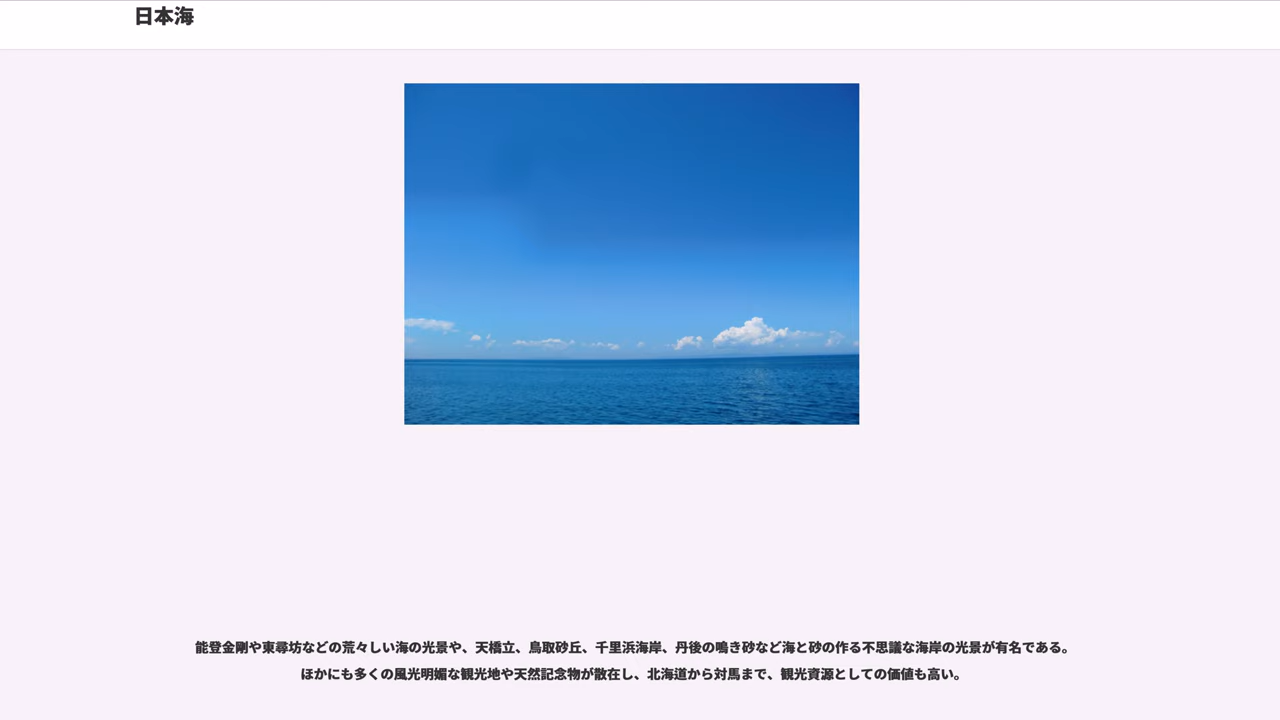 日本海
能登金剛や東尋坊などの荒々しい海の光景や、天橋立、鳥取砂丘、千里浜海岸、丹後の鳴き砂など海と砂の作る不思議な海岸の光景が有名である。
ほかにも多くの風光明媚な観光地や天然記念物が散在し、北海道から対馬まで、観光資源としての価値も高い。